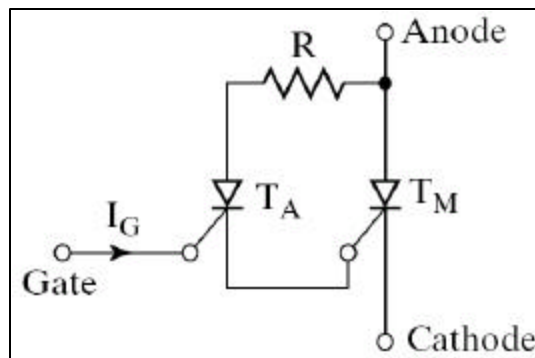 Anode
R
T_A
T_M
I_G
Gate
Cathode